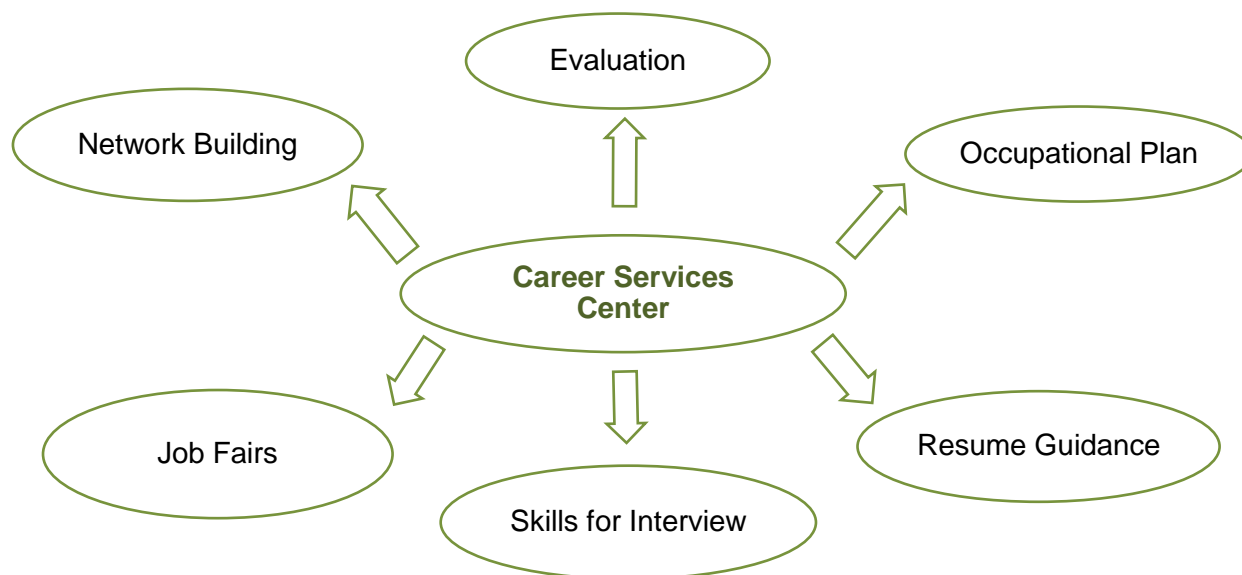 Evaluation
Network Building
Occupational Plan
Career Services
Center
Job Fairs
Resume Guidance
Skills for Interview